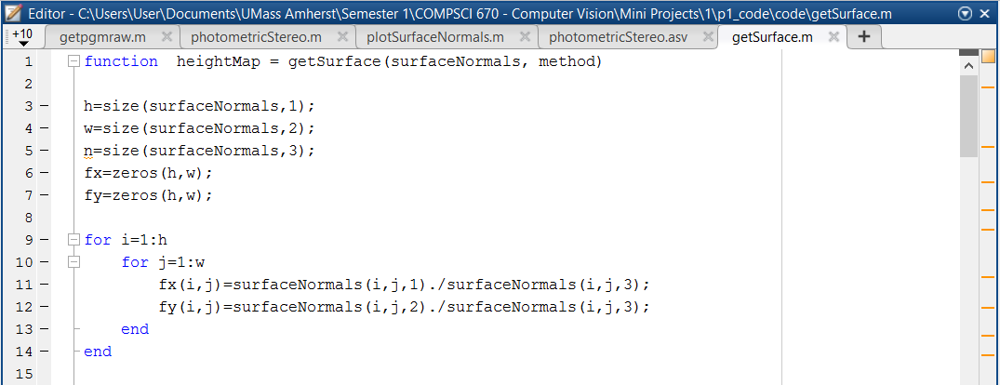 Editor - C:\Users\User\Documents\UMass Amherst\Semester 1\COMPSCI 670 - Computer Vision\Mini Projects\1\p1_code\code\getSurface.m
+10 getpgmraw.m photometricStereo.m plotSurfaceNormals.m photometricStereo.asv getSurface.m
1 function  heightMap = getSurface(surfaceNormals, method)
2
3 h=size(surfaceNormals,1);
4 w=size(surfaceNormals,2);
5 n=size(surfaceNormals,3);
6 fx=zeros(h,w);
7 fy=zeros(h,w);
8
9 for i=1:h
10     for j=1:w
11         fx(i,j)=surfaceNormals(i,j,1)./surfaceNormals(i,j,3);
12         fy(i,j)=surfaceNormals(i,j,2)./surfaceNormals(i,j,3);
13     end
14 end
15